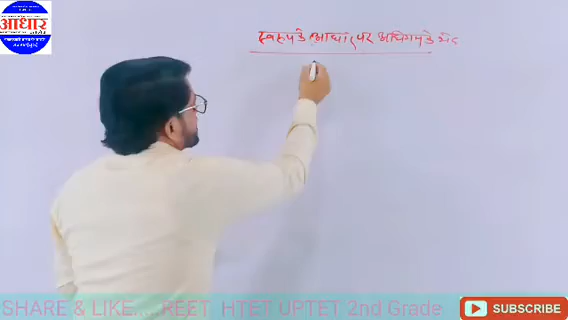 आधार
स्वरूप के आधार पर अधिगम के भेद
SHARE & LIKE.....REET HTET UPTET 2nd Grade
SUBSCRIBE